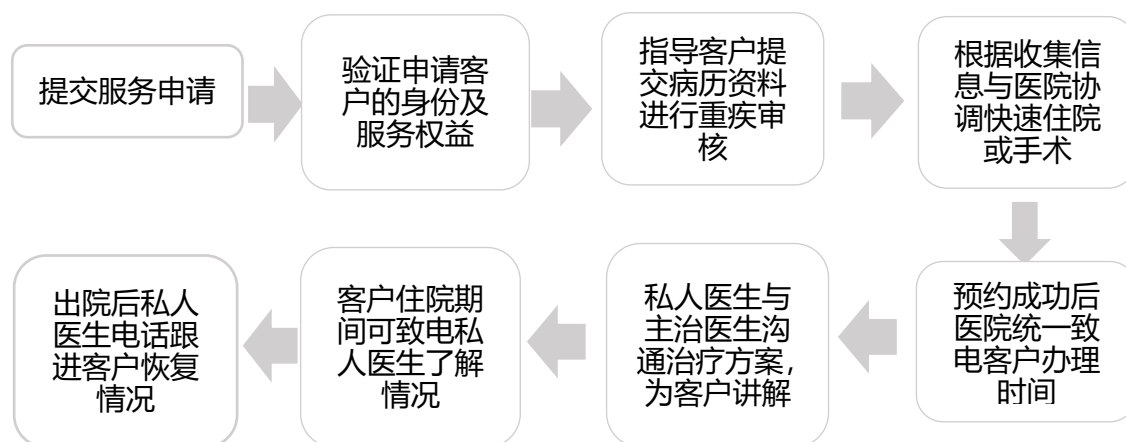 提交服务申请
验证申请客
户的身份及
服务权益
指导客户提
交病历资料
进行重疾审
核
根据收集信
息与医院协
调快速住院
或手术
预约成功后
医院统一致
电客户办理
时间
私人医生与
主治医生沟
通治疗方案，
为客户讲解
客户住院期
间可致电私
人医生了解
情况
出院后私人
医生电话跟
进客户恢复
情况